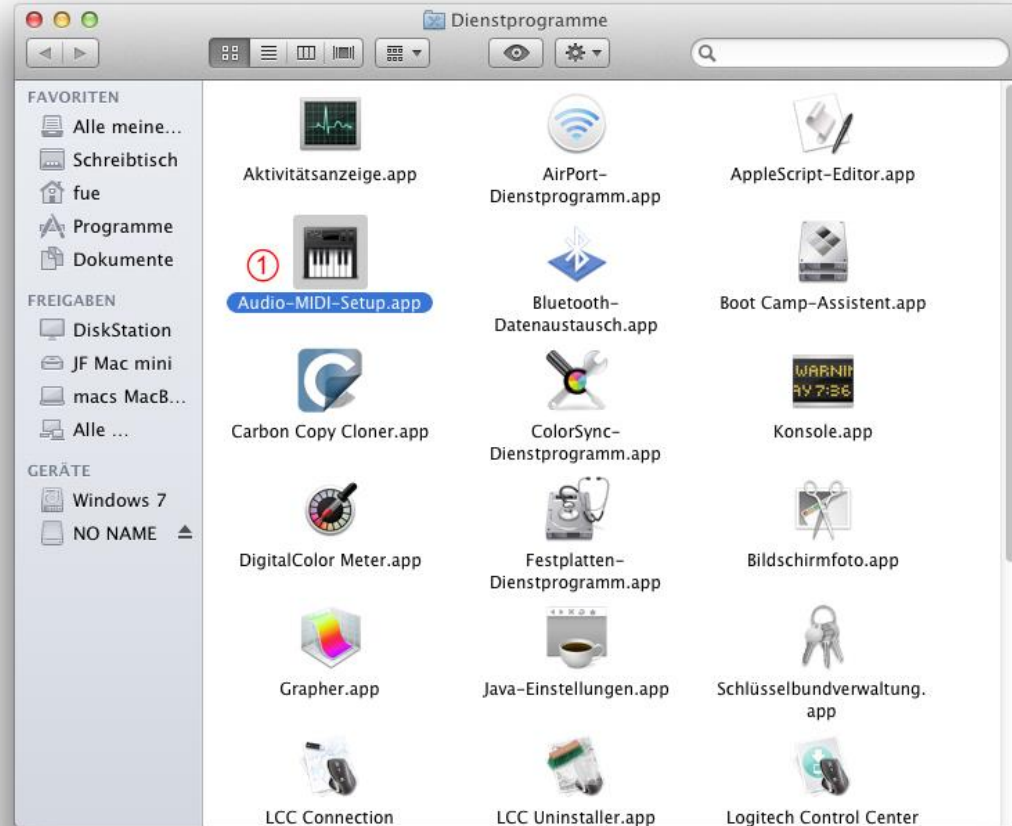 Dienstprogramme
FAVORITEN
Alle meine...
Schreibtisch
fue
Programme
Dokumente
FREIGABEN
DiskStation
JF Mac mini
macs MacB...
Alle ...
GERÄTE
Windows 7
NO NAME
Aktivitätsanzeige.app
AirPort-
Dienstprogramm.app
AppleScript-Editor.app
1
Audio-MIDI-Setup.app
Bluetooth-
Datenaustausch.app
Boot Camp-Assistent.app
Carbon Copy Cloner.app
ColorSync-
Dienstprogramm.app
WARNIN
AY 7:36
Konsole.app
DigitalColor Meter.app
Festplatten-
Dienstprogramm.app
Bildschirmfoto.app
Grapher.app
Java-Einstellungen.app
Schlüsselbundverwaltung.
app
LCC Connection
LCC Uninstaller.app
Logitech Control Center